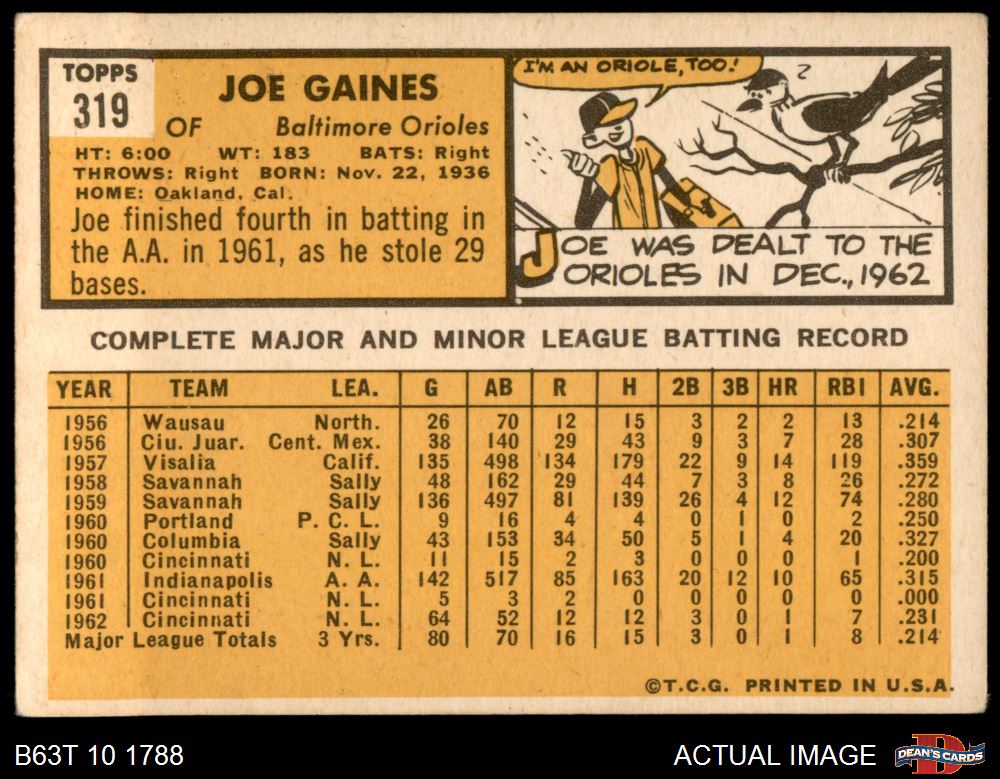 TOPPS
319
JOE GAINES
OF Baltimore Orioles
HT: 6:00 WT: 183 BATS: Right
THROWS: Right BORN: Nov. 22, 1936
HOME: Oakland, Cal.
Joe finished fourth in batting in
the A.A. in 1961, as he stole 29
bases.
I'M AN ORIOLE, TOO!
?
JOE WAS DEALT TO THE
ORIOLES IN DEC., 1962
COMPLETE MAJOR AND MINOR LEAGUE BATTING RECORD
YEAR TEAM LEA. G AB R H 2B 3B HR RBI AVG.
1956 Wausau North. 26 70 12 15 3 2 2 13 .214
1956 Ciu. Juar. Cent. Mex. 38 140 29 43 9 3 7 28 .307
1957 Visalia Calif. 135 498 134 179 22 9 14 119 .359
1958 Savannah Sally 48 162 29 44 7 3 8 26 .272
1959 Savannah Sally 136 497 81 139 26 4 12 74 .280
1960 Portland P. C. L. 9 16 4 4 0 1 0 2 .250
1960 Columbia Sally 43 153 34 50 5 1 4 20 .327
1960 Cincinnati N. L. 11 15 2 3 0 0 0 1 .200
1961 Indianapolis A. A. 142 517 85 163 20 12 10 65 .315
1961 Cincinnati N. L. 5 3 2 0 0 0 0 0 .000
1962 Cincinnati N. L. 64 52 12 12 3 0 1 7 .231
Major League Totals 3 Yrs. 80 70 16 15 3 0 1 8 .214
©T.C.G. PRINTED IN U.S.A.
B63T 10 1788 ACTUAL IMAGE
D
DEAN'S CARDS